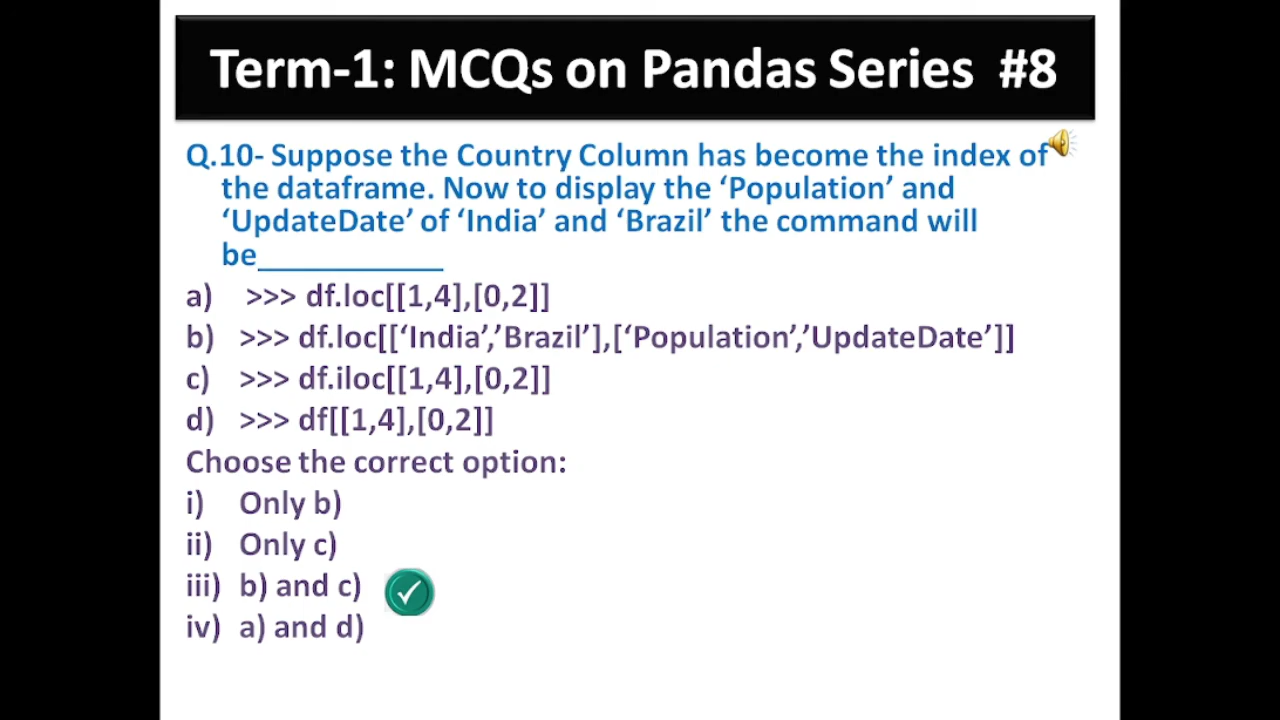 Term-1: MCQs on Pandas Series #8
Q.10- Suppose the Country Column has become the index of
the dataframe. Now to display the ‘Population’ and
‘UpdateDate’ of ‘India’ and ‘Brazil’ the command will
be___________
a) >>> df.loc[[1,4],[0,2]]
b) >>> df.loc[[‘India’,’Brazil’],[‘Population’,’UpdateDate’]]
c) >>> df.iloc[[1,4],[0,2]]
d) >>> df[[1,4],[0,2]]
Choose the correct option:
i) Only b)
ii) Only c)
iii) b) and c)
iv) a) and d)